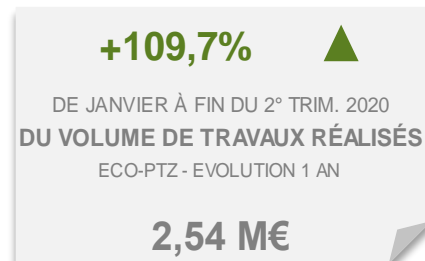 +109,7%
DE JANVIER À FIN DU 2° TRIM. 2020
DU VOLUME DE TRAVAUX RÉALISÉS
ECO-PTZ - EVOLUTION 1 AN
2,54 M€